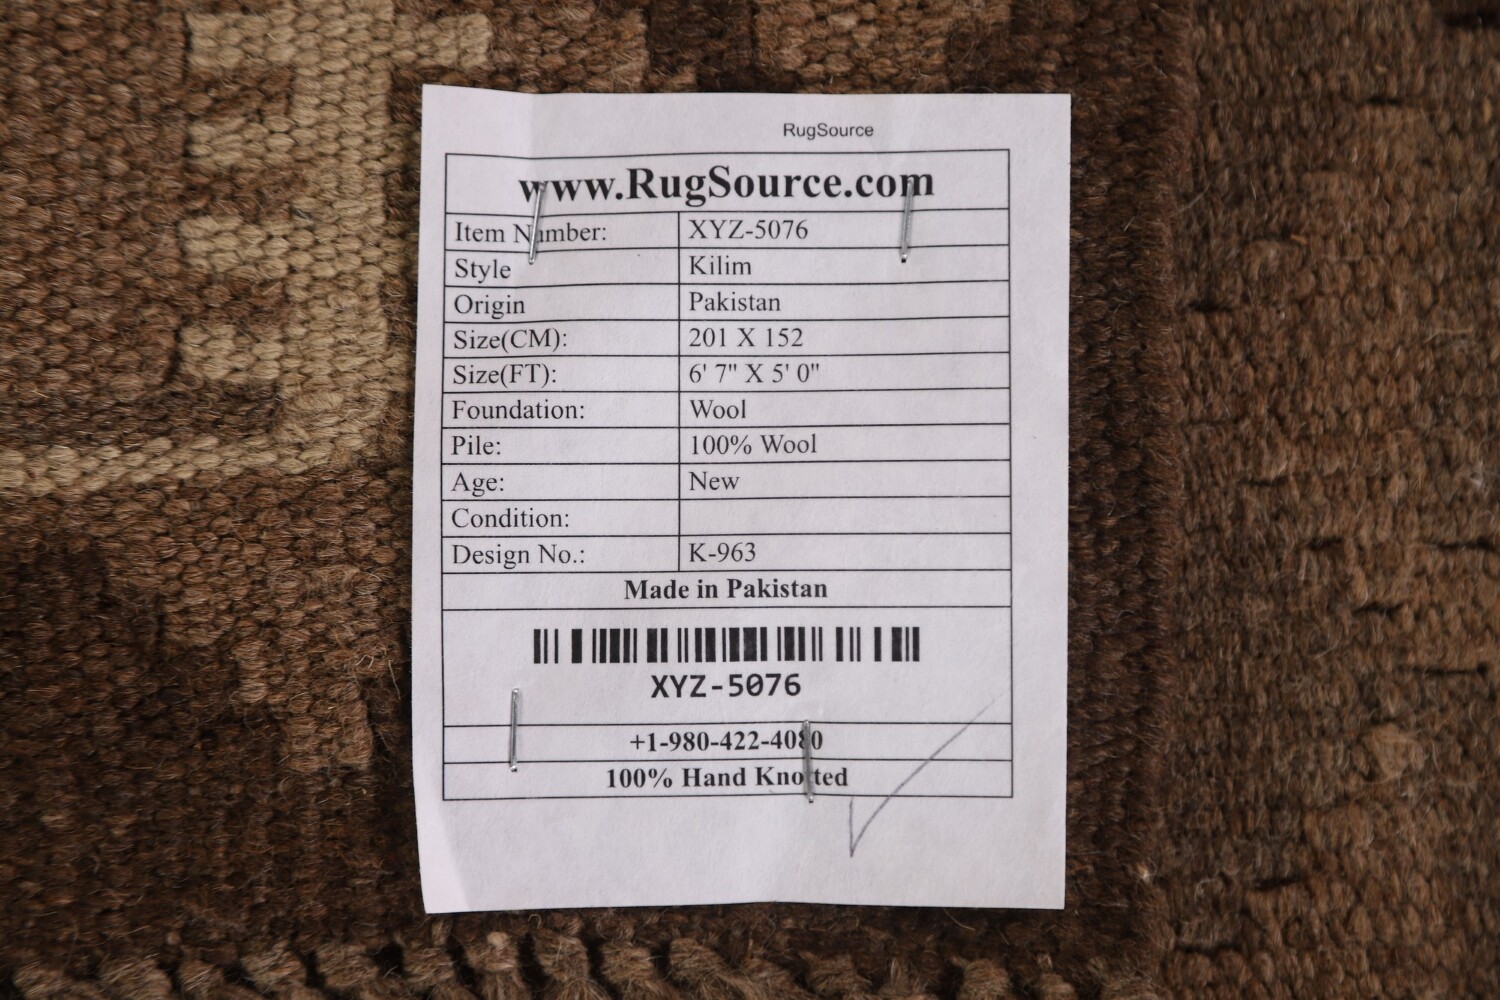 RugSource
www.RugSource.com
Item Number: XYZ-5076
Style Kilim
Origin Pakistan
Size(CM): 201 X 152
Size(FT): 6' 7" X 5' 0"
Foundation: Wool
Pile: 100% Wool
Age: New
Condition:
Design No.: K-963
Made in Pakistan
XYZ-5076
+1-980-422-4080
100% Hand Knotted